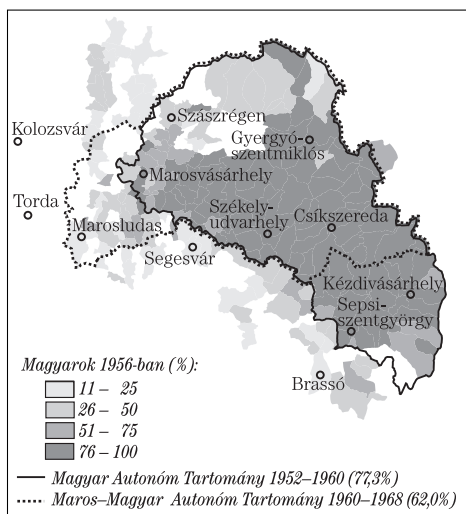 Szászrégen
Kolozsvár
Gyergyó-
szentmiklós
Marosvásárhely
Torda
Marosludas
Székely-
udvarhely
Csíkszereda
Segesvár
Kézdivásárhely
Sepsi-
szentgyörgy
Brassó
Magyarok 1956-ban (%):
11 – 25
26 – 50
51 – 75
76 – 100
Magyar Autonóm Tartomány 1952–1960 (77,3%)
Maros–Magyar Autonóm Tartomány 1960–1968 (62,0%)